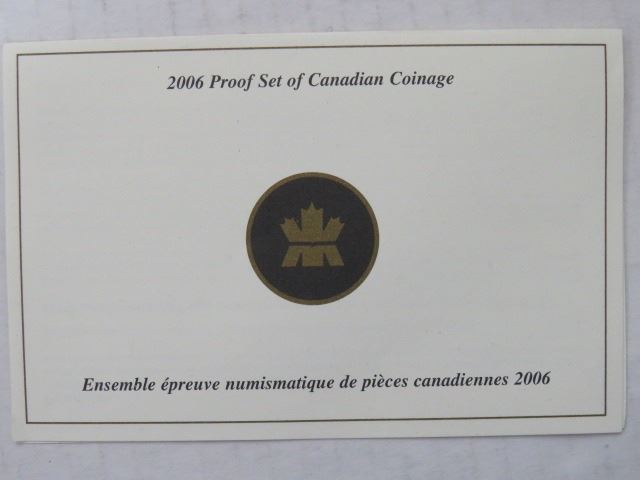 2006 Proof Set of Canadian Coinage
Ensemble épreuve numismatique de pièces canadiennes 2006